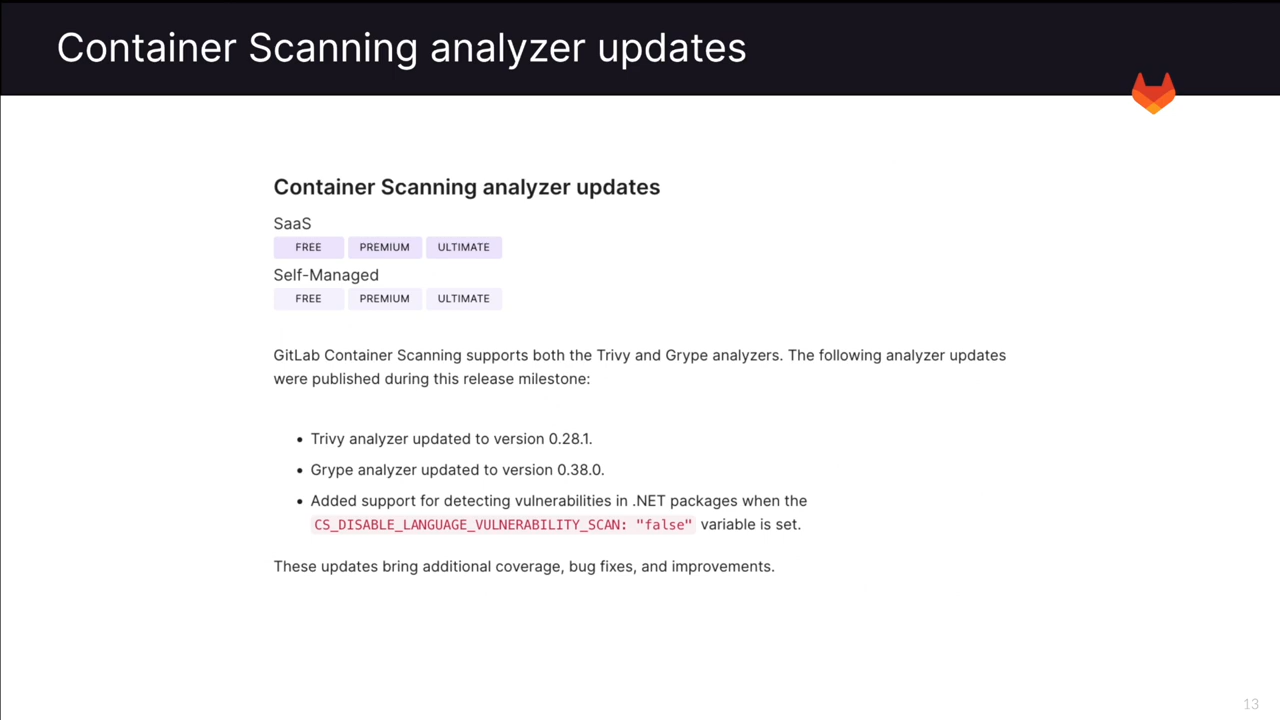 Container Scanning analyzer updates
Container Scanning analyzer updates
SaaS
FREE PREMIUM ULTIMATE
Self-Managed
FREE PREMIUM ULTIMATE
GitLab Container Scanning supports both the Trivy and Grype analyzers. The following analyzer updates
were published during this release milestone:
• Trivy analyzer updated to version 0.28.1.
• Grype analyzer updated to version 0.38.0.
• Added support for detecting vulnerabilities in .NET packages when the
CS_DISABLE_LANGUAGE_VULNERABILITY_SCAN: "false" variable is set.
These updates bring additional coverage, bug fixes, and improvements.
13